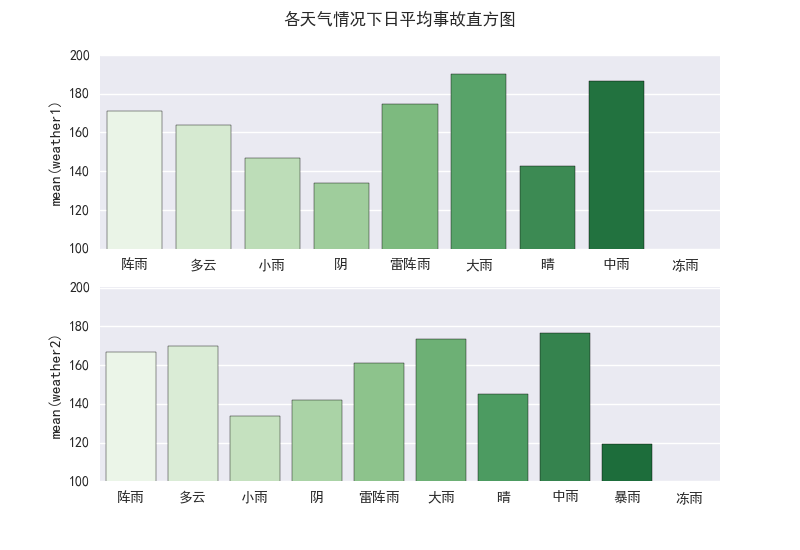 各天气情况下日平均事故直方图
200
180
160
140
120
100
mean(weather1)
阵雨 多云 小雨 阴 雷阵雨 大雨 晴 中雨 冻雨
200
180
160
140
120
100
mean(weather2)
阵雨 多云 小雨 阴 雷阵雨 大雨 晴 中雨 暴雨 冻雨